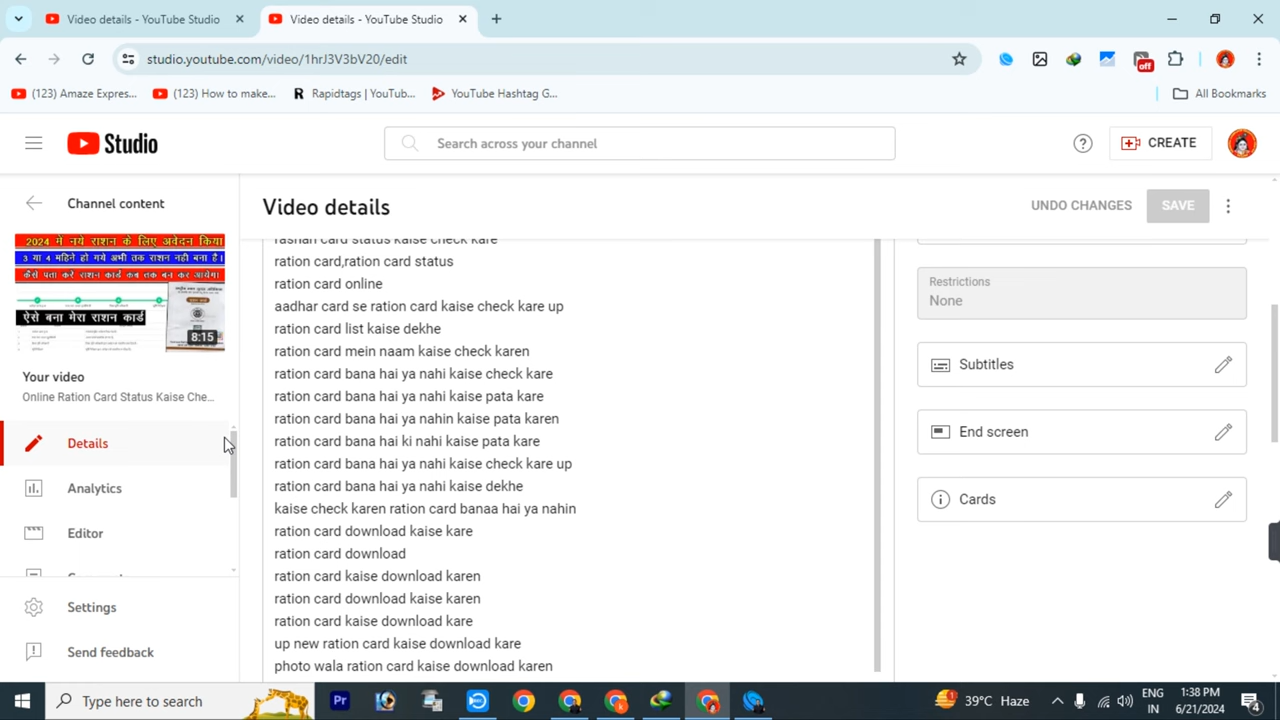 Video details - YouTube Studio
Video details - YouTube Studio
studio.youtube.com/video/1hrJ3V3bV20/edit
off
(123) Amaze Expres...
(123) How to make...
Rapidtags | YouTub...
YouTube Hashtag G...
All Bookmarks
Studio
Search across your channel
CREATE
Channel content
2024 में नये राशन के लिए अवेदन किया
3 या 4 महिने हो गये अभी तक राशन नही बना है।
कैसे पता करे राशन कार्ड कब तक बन कर आयेगा
ऐसे बना मेरा राशन कार्ड
8:15
Your video
Online Ration Card Status Kaise Che...
Details
Analytics
Editor
Settings
Send feedback
Video details
UNDO CHANGES
SAVE
rashan card status kaise check kare
ration card,ration card status
ration card online
aadhar card se ration card kaise check kare up
ration card list kaise dekhe
ration card mein naam kaise check karen
ration card bana hai ya nahi kaise check kare
ration card bana hai ya nahi kaise pata kare
ration card bana hai ya nahin kaise pata karen
ration card bana hai ki nahi kaise pata kare
ration card bana hai ya nahi kaise check kare up
ration card bana hai ya nahi kaise dekhe
kaise check karen ration card banaa hai ya nahin
ration card download kaise kare
ration card download
ration card kaise download karen
ration card download kaise karen
ration card kaise download kare
up new ration card kaise download kare
photo wala ration card kaise download karen
Restrictions
None
Subtitles
End screen
Cards
Type here to search
Pr
39°C Haze
ENG
IN
1:38 PM
6/21/2024
4